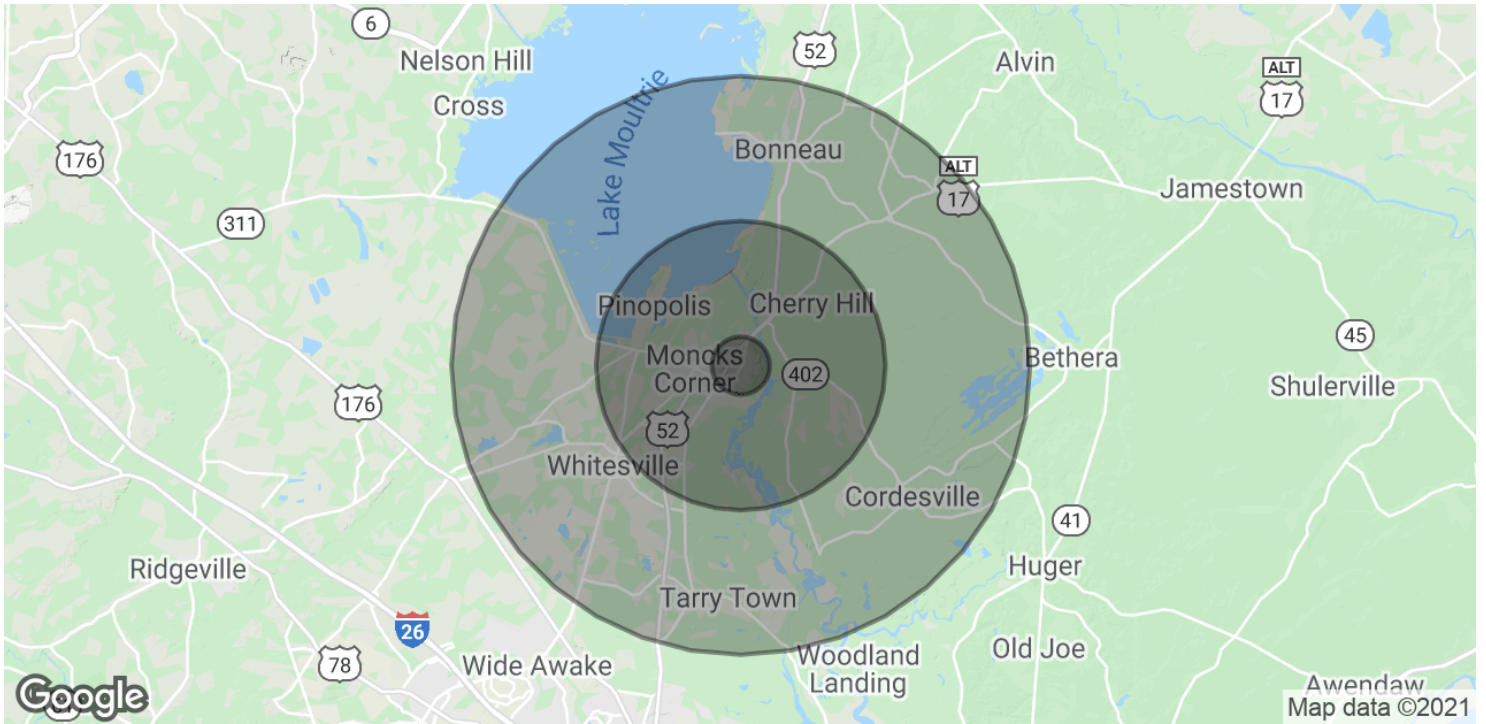 6
Nelson Hill
52
Alvin
ALT
17
Cross
Lake Moultrie
176
Bonneau
ALT
17
Jamestown
311
Pinopolis
Cherry Hill
45
Moncks
Corner
402
Bethera
Shulerville
176
52
Whitesville
Cordesville
41
Ridgeville
Huger
Tarry Town
26
78
Wide Awake
Woodland
Landing
Old Joe
Awendaw
Google
Map data ©2021